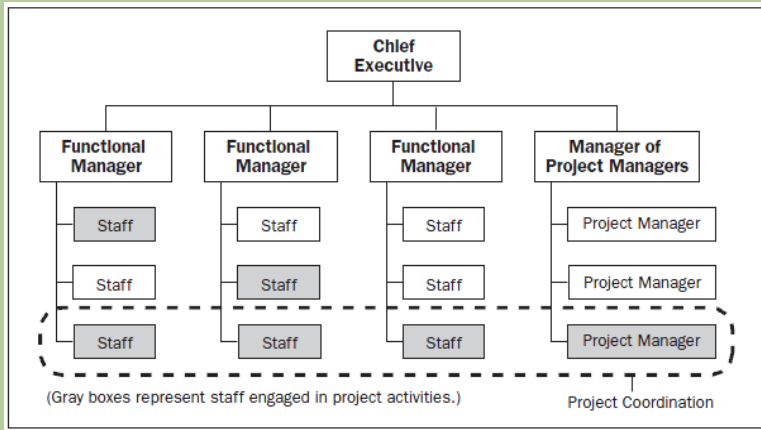 Chief
Executive
Functional
Manager
Functional
Manager
Functional
Manager
Manager of
Project Managers
Staff
Staff
Staff
Project Manager
Staff
Staff
Staff
Project Manager
Staff
Staff
Staff
Project Manager
(Gray boxes represent staff engaged in project activities.)
Project Coordination